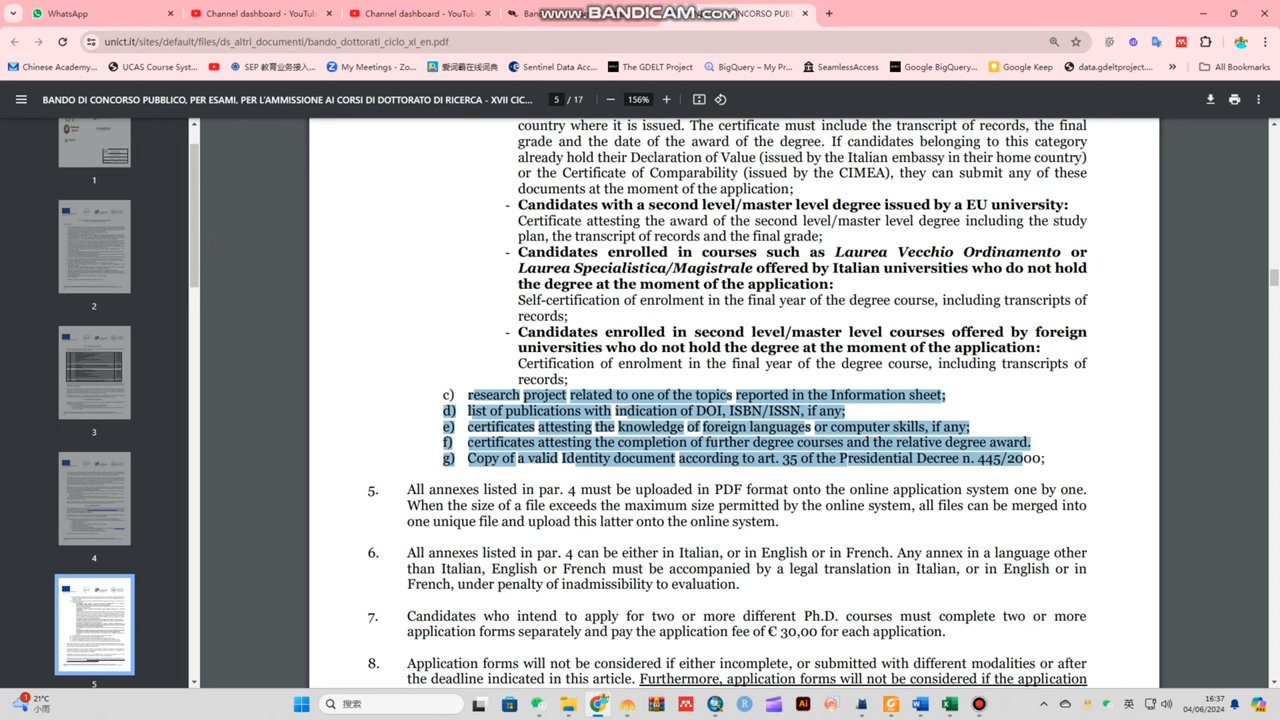 WhatsApp
Channel dashboard - YouTu
Channel dashboard - YouTu
Ban
www.BANDICAM.com
CONCORSO PUB
unict.it/sites/default/files/ds_altri_documenti/bando_dottorati_ciclo_xl_en.pdf
Chinese Academy...
UCAS Course Syst...
SEP 教育业务接入...
My Meetings - Zo...
爱词霸在线词典
Sentinel Data Acc...
The GDELT Project
BigQuery – My Pr...
SeamlessAccess
Google BigQuery...
Google Keep
data.gdeltproject....
All Bookmarks
BANDO DI CONCORSO PUBBLICO, PER ESAMI, PER L'AMMISSIONE AI CORSI DI DOTTORATO DI RICERCA - XVII CIC...
5 / 17
156%
1
2
3
4
5
country where it is issued. The certificate must include the transcript of records, the final
grade and the date of the award of the degree. If candidates belonging to this category
already hold their Declaration of Value (issued by the Italian embassy in their home country)
or the Certificate of Comparability (issued by the CIMEA), they can submit any of these
documents at the moment of the application;
- Candidates with a second level/master level degree issued by a EU university:
Certificate attesting the award of the second level/master level degree including the study
plan, the transcript of records and the final grade;
- Candidates enrolled in courses such as Laurea Vecchio Ordinamento or
Laurea Specialistica/Magistrale offered by Italian universities who do not hold
the degree at the moment of the application:
Self-certification of enrolment in the final year of the degree course, including transcripts of
records;
- Candidates enrolled in second level/master level courses offered by foreign
universities who do not hold the degree at the moment of the application:
Certification of enrolment in the final year of the degree course, including transcripts of
records;
c) research project related to one of the topics reported in the Information sheet;
d) list of publications with indication of DOI, ISBN/ISSN, if any;
e) certificates attesting the knowledge of foreign languages or computer skills, if any;
f) certificates attesting the completion of further degree courses and the relative degree award.
g) Copy of a valid Identity document according to art. 35 of the Presidential Decree n. 445/2000;
5. All annexes listed in par. 4 must be uploaded in PDF format onto the online application system one by one.
When the size of a file exceeds the maximum size permitted by the online system, all files can be merged into
one unique file and upload this latter onto the online system.
6. All annexes listed in par. 4 can be either in Italian, or in English or in French. Any annex in a language other
than Italian, English or French must be accompanied by a legal translation in Italian, or in English or in
French, under penalty of inadmissibility to evaluation.
7. Candidates who intend to apply for two or more different Ph.D. courses must complete two or more
application forms separately and pay the application fee of € 30,00 for each application.
8. Application forms will not be considered if either incomplete, or submitted with different modalities or after
the deadline indicated in this article. Furthermore, application forms will not be considered if the application
1
21°C
小雨
搜索
英
16:37
04/06/2024